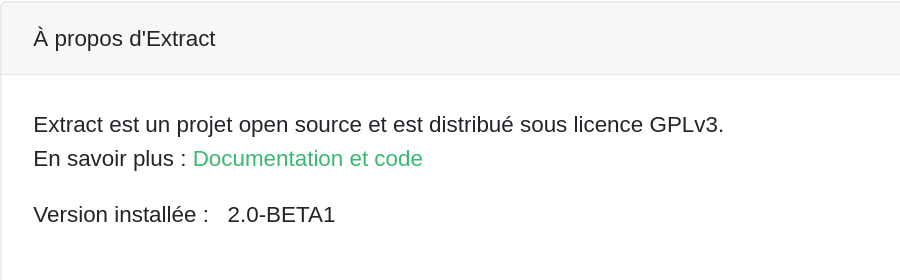 À propos d'Extract
Extract est un projet open source et est distribué sous licence GPLv3.
En savoir plus : Documentation et code
Version installée : 2.0-BETA1